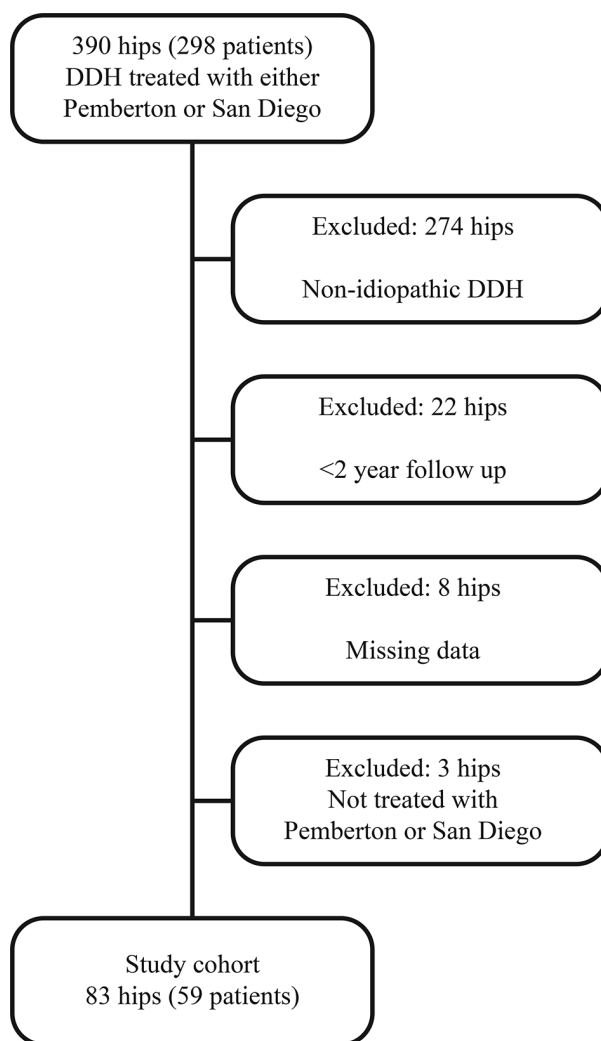 390 hips (298 patients)
DDH treated with either
Pemberton or San Diego
Excluded: 274 hips
Non-idiopathic DDH
Excluded: 22 hips
<2 year follow up
Excluded: 8 hips
Missing data
Excluded: 3 hips
Not treated with
Pemberton or San Diego
Study cohort
83 hips (59 patients)